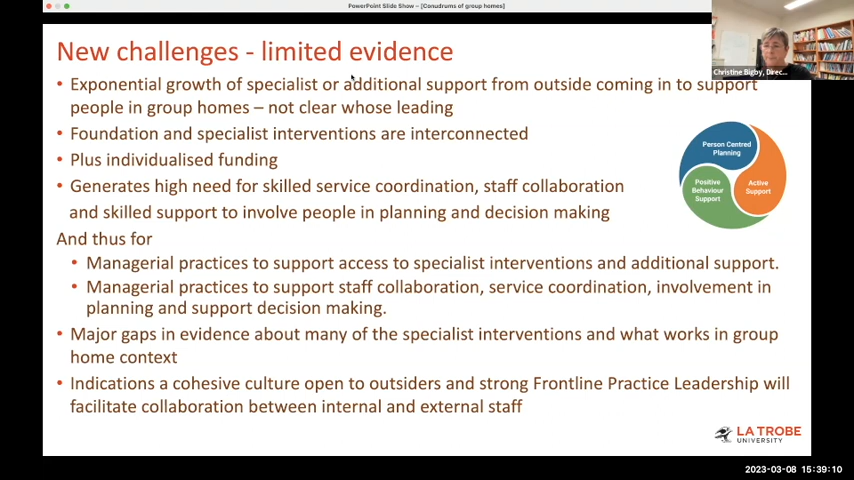 PowerPoint Slide Show – [Conudrums of group homes]
New challenges - limited evidence
Christine Bigby, Direc...
• Exponential growth of specialist or additional support from outside coming in to support
people in group homes – not clear whose leading
• Foundation and specialist interventions are interconnected
• Plus individualised funding
• Generates high need for skilled service coordination, staff collaboration
and skilled support to involve people in planning and decision making
Person Centred
Planning
Positive
Behaviour
Support
Active
Support
And thus for
• Managerial practices to support access to specialist interventions and additional support.
• Managerial practices to support staff collaboration, service coordination, involvement in
planning and support decision making.
• Major gaps in evidence about many of the specialist interventions and what works in group
home context
• Indications a cohesive culture open to outsiders and strong Frontline Practice Leadership will
facilitate collaboration between internal and external staff
LA TROBE
UNIVERSITY
2023-03-08 15:39:10